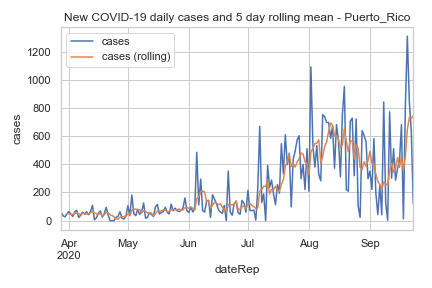 New COVID-19 daily cases and 5 day rolling mean - Puerto_Rico
cases
cases (rolling)
1200
1000
800
600
400
200
0
cases
Apr
2020
May
Jun
Jul
Aug
Sep
dateRep